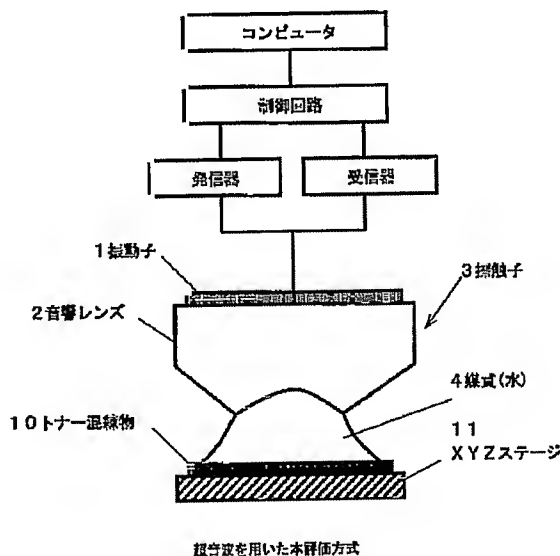 コンピュータ
制御回路
発信器
受信器
1振動子
3探触子
2音響レンズ
4媒式(水)
10トナー混練物
11
XYZステージ
超音波を用いた本評価方式